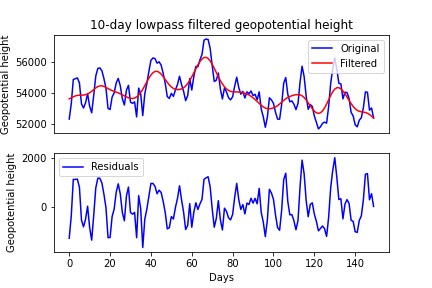 10-day lowpass filtered geopotential height
Geopotential height
56000
54000
52000
Original
Filtered
Geopotential height
2000
0
Residuals
0 20 40 60 80 100 120 140
Days